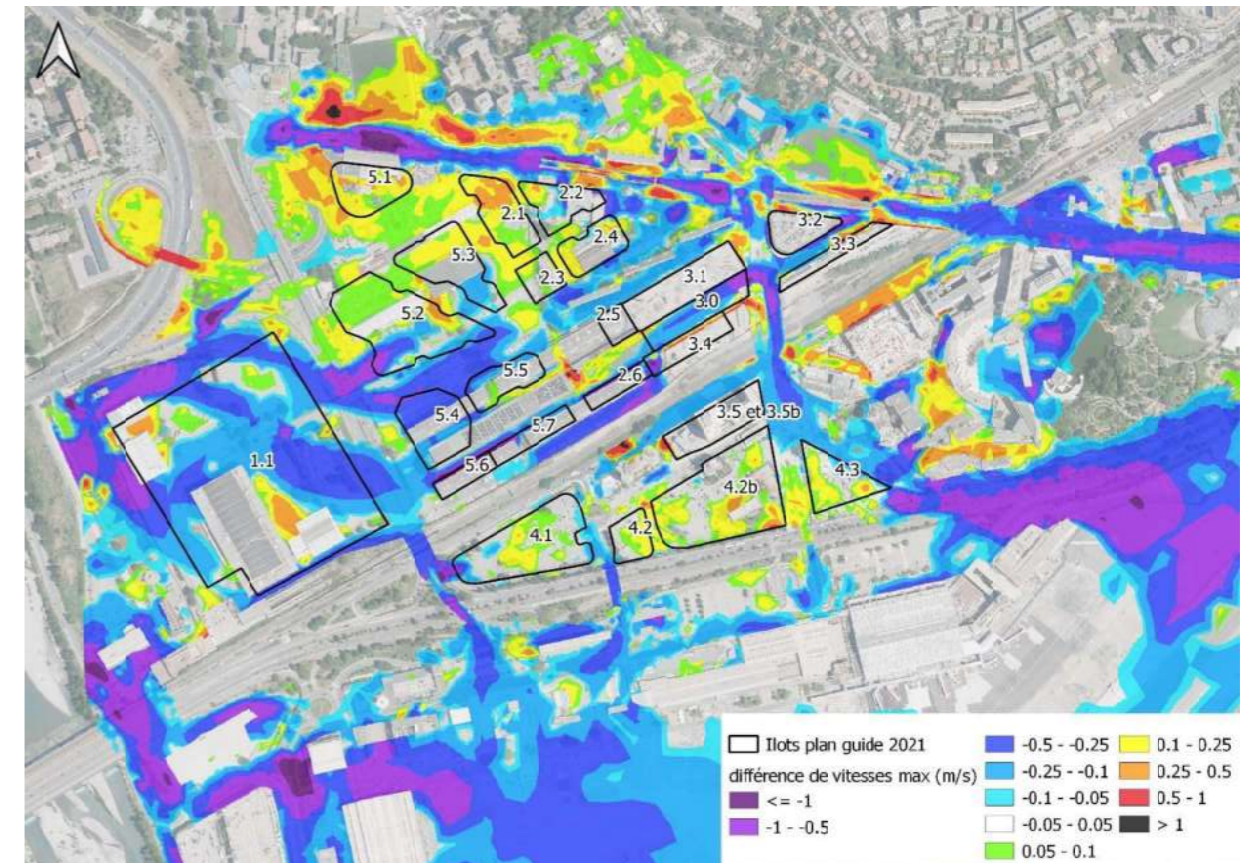 5.1
2.1
2.2
2.4
5.3
2.3
3.2
3.3
3.1
3.0
5.2
2.5
3.4
5.5
2.6
5.4
5.7
3.5 et 3.5b
1.1
5.6
4.3
4.2b
4.1
4.2
Ilots plan guide 2021
différence de vitesses max (m/s)
<= -1
-1 - -0.5
-0.5 - -0.25
-0.25 - -0.1
-0.1 - -0.05
-0.05 - 0.05
0.05 - 0.1
0.1 - 0.25
0.25 - 0.5
0.5 - 1
> 1